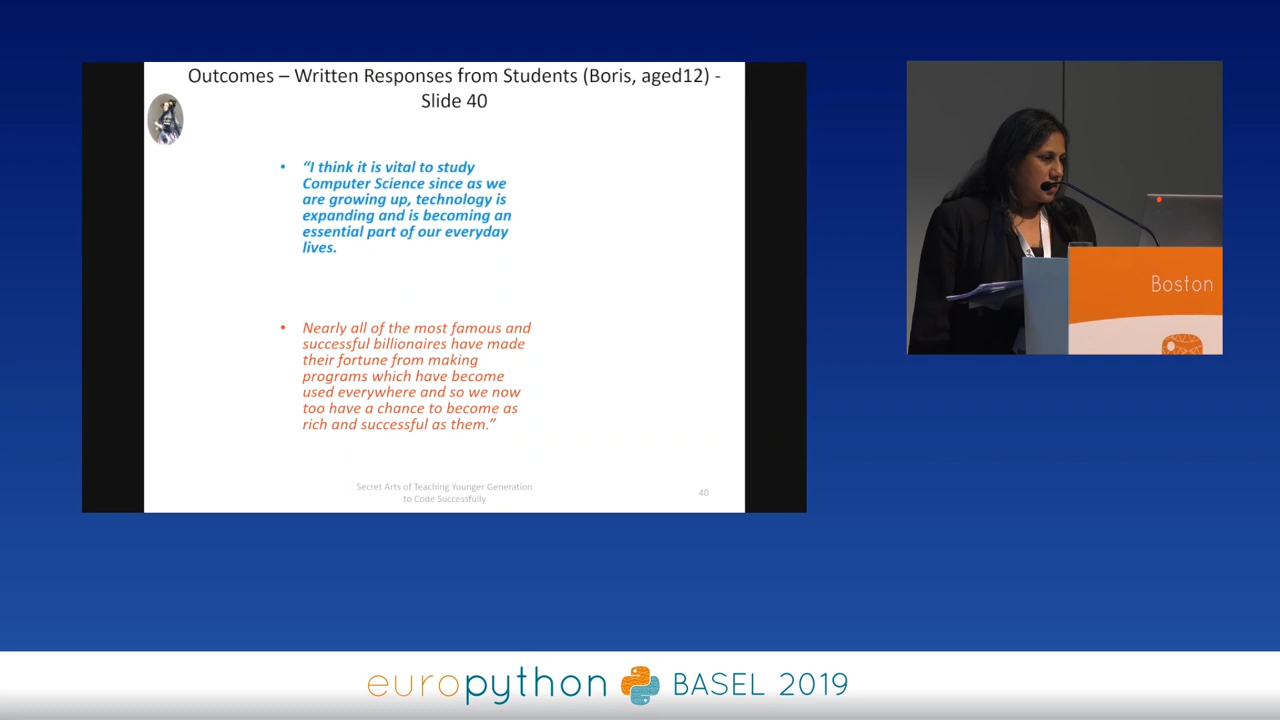 Outcomes – Written Responses from Students (Boris, aged12) -
Slide 40
• “I think it is vital to study
Computer Science since as we
are growing up, technology is
expanding and is becoming an
essential part of our everyday
lives.
• Nearly all of the most famous and
successful billionaires have made
their fortune from making
programs which have become
used everywhere and so we now
too have a chance to become as
rich and successful as them.”
Secret Arts of Teaching Younger Generation
to Code Successfully
40
Boston
europython BASEL 2019